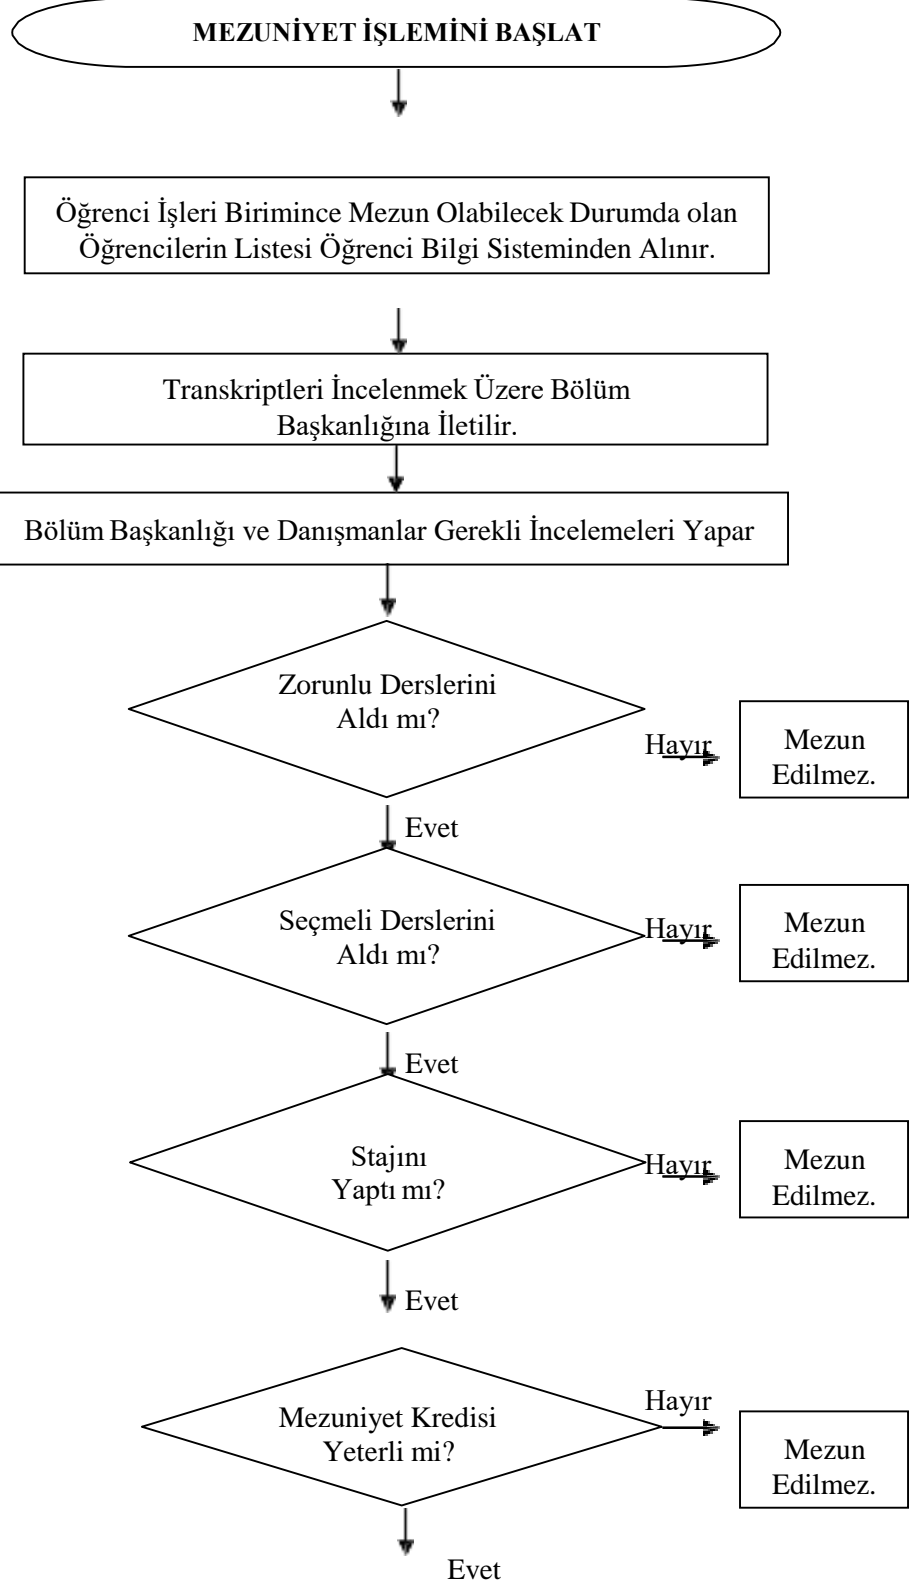 MEZUNİYET İŞLEMİNİ BAŞLAT
Öğrenci İşleri Birimince Mezun Olabilecek Durumda olan
Öğrencilerin Listesi Öğrenci Bilgi Sisteminden Alınır.
Transkriptleri İncelenmek Üzere Bölüm
Başkanlığına İletilir.
Bölüm Başkanlığı ve Danışmanlar Gerekli İncelemeleri Yapar
Zorunlu Derslerini
Aldı mı?
Hayır
Mezun
Edilmez.
Evet
Seçmeli Derslerini
Aldı mı?
Hayır
Mezun
Edilmez.
Evet
Stajını
Yaptı mı?
Hayır
Mezun
Edilmez.
Evet
Mezuniyet Kredisi
Yeterli mi?
Hayır
Mezun
Edilmez.
Evet